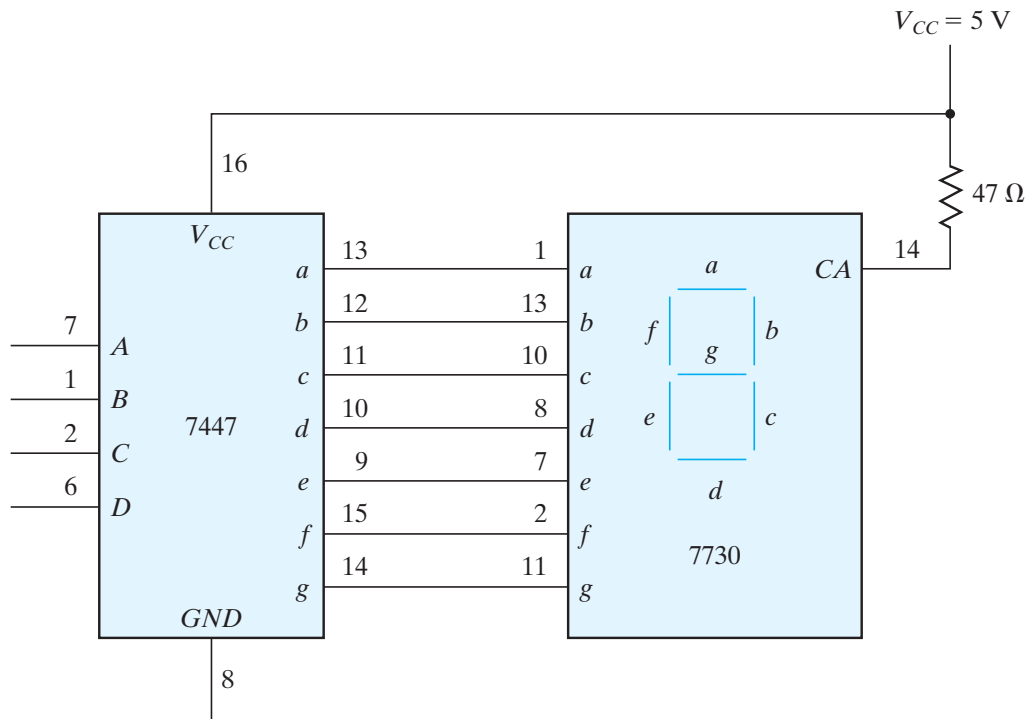 V_CC = 5 V
16
47 Ω
V_CC
13 1 14
a a a CA
12 13
b b f b
7 g
A
11 10
c c
1
B
10 8
7447 d d e c
2
C
9 7
e e d
6
D
15 2
f f 7730
14 11
g g
GND
8